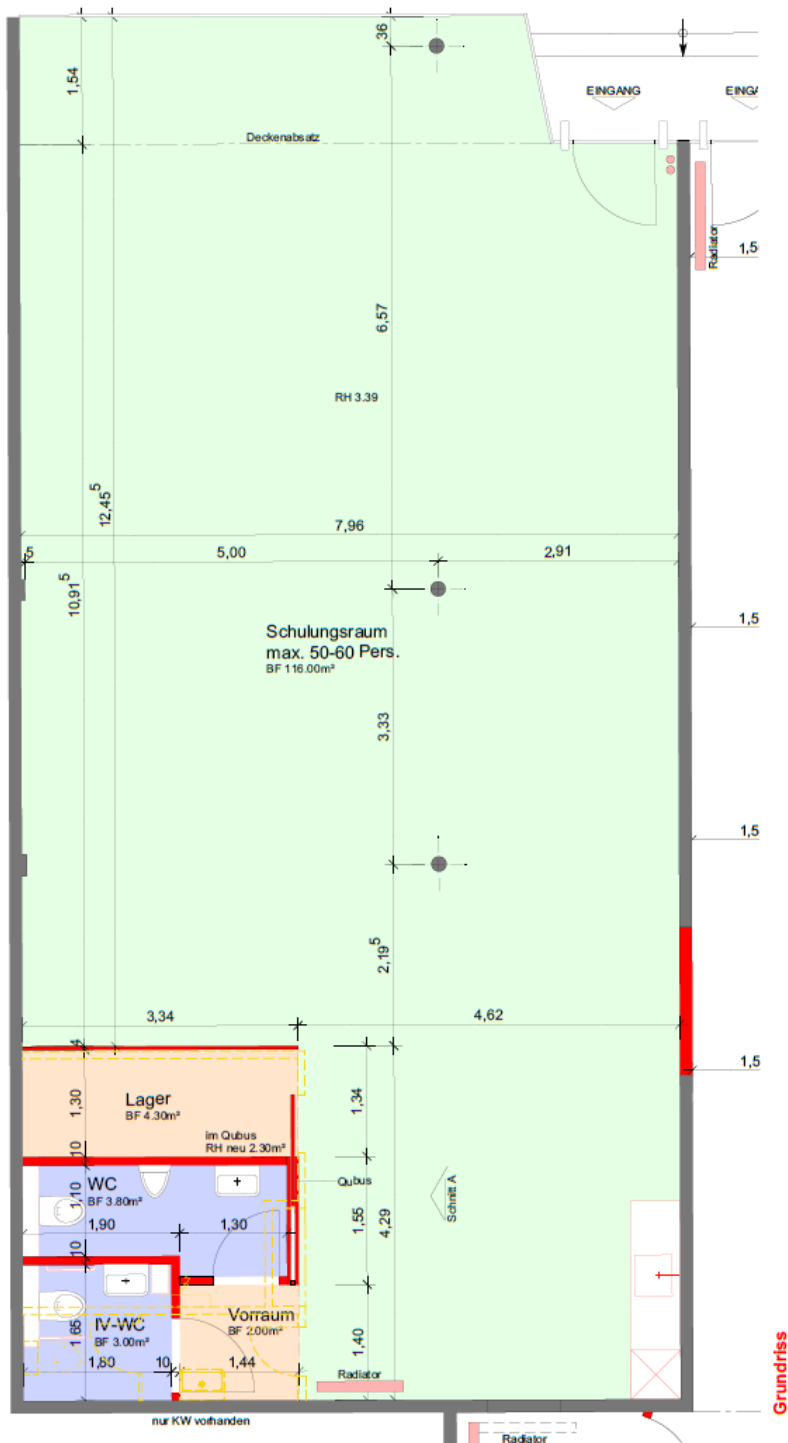 36
1,54
EINGANG
EINGA
Deckenabsatz
Radiator
1,5
6,57
RH 3.39
12,45⁵
7,96
5
5,00
2,91
10,91⁵
Schulungsraum
max. 50-60 Pers.
BF 116.00m²
1,5
3,33
1,5
2,19⁵
3,34
4,62
4
1,5
Lager
BF 4.30m²
1,30
1,34
im Qubus
RH neu 2.30m²
10
WC
BF 3.80m²
Qubus
1,10
1,90
1,30
1,55
4,29
Schnitt A
10
IV-WC
BF 3.00m²
Vorraum
BF 2.00m²
1.65
1,40
1,80
10
1,44
Radiator
nur KW vorhanden
Radiator
Grundriss